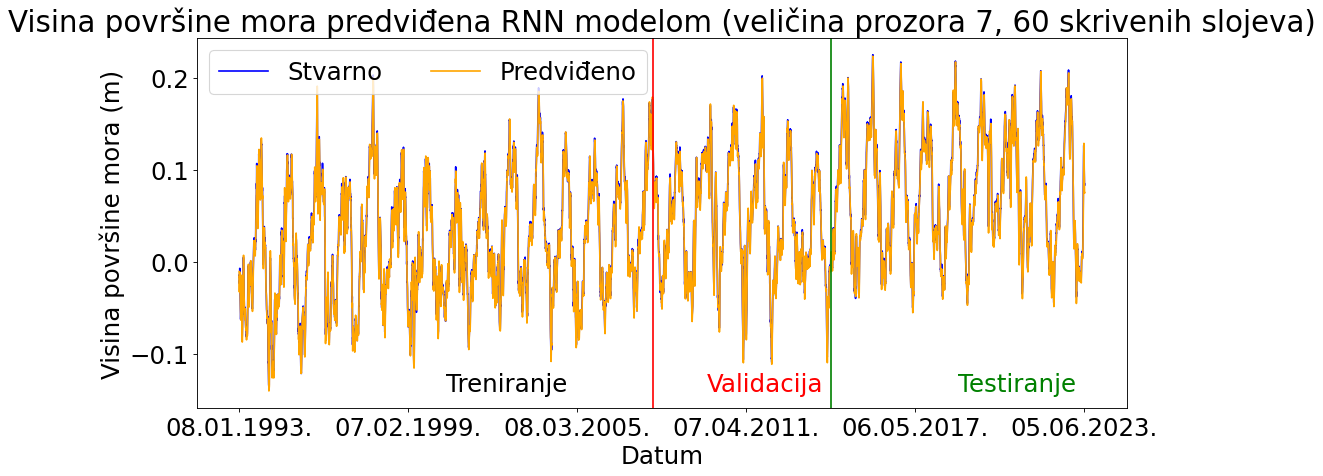 Visina površine mora predviđena RNN modelom (veličina prozora 7, 60 skrivenih slojeva)
Stvarno Predviđeno
Visina površine mora (m)
0.2
0.1
0.0
−0.1
Treniranje Validacija Testiranje
08.01.1993. 07.02.1999. 08.03.2005. 07.04.2011. 06.05.2017. 05.06.2023.
Datum